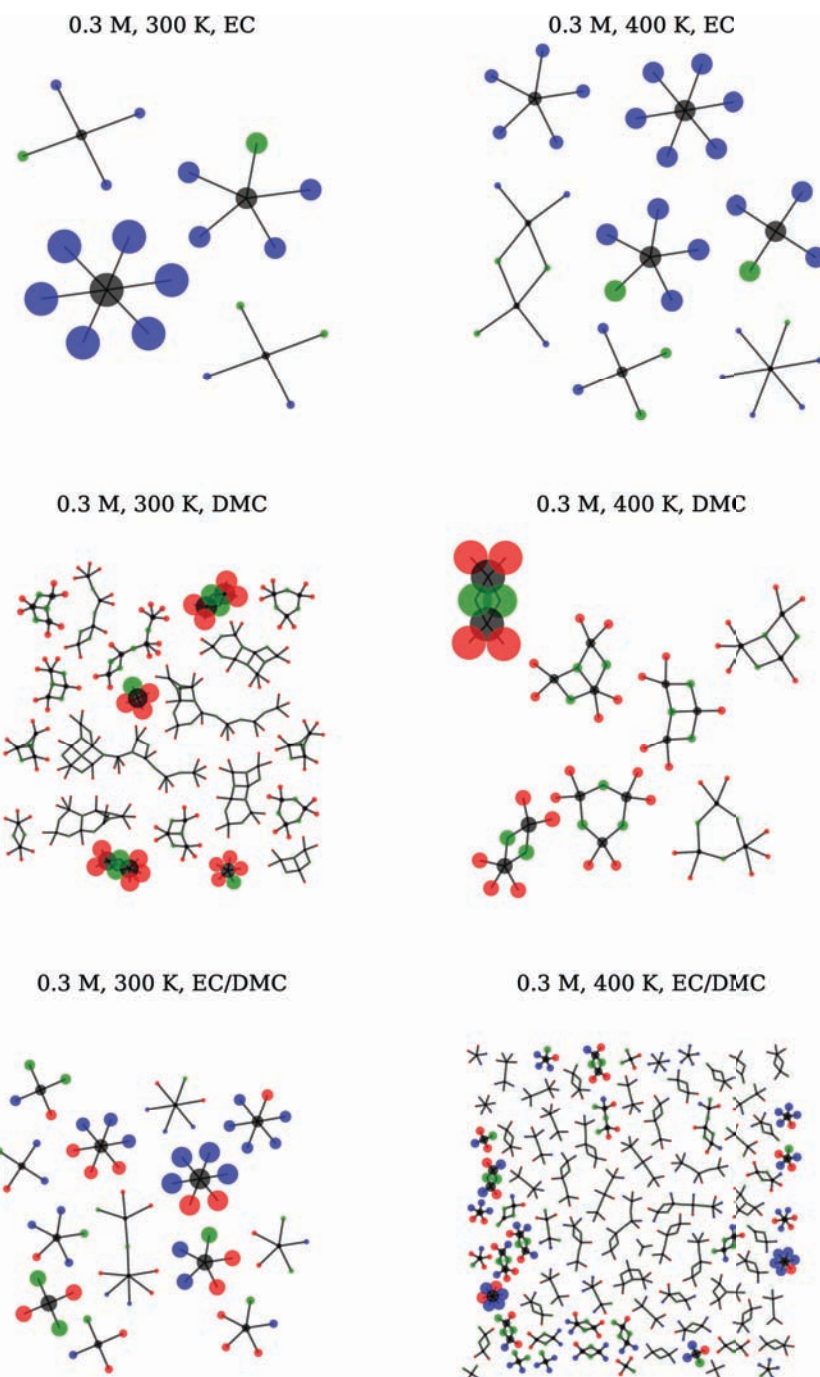 0.3 M, 300 K, EC
0.3 M, 400 K, EC
0.3 M, 300 K, DMC
0.3 M, 400 K, DMC
0.3 M, 300 K, EC/DMC
0.3 M, 400 K, EC/DMC